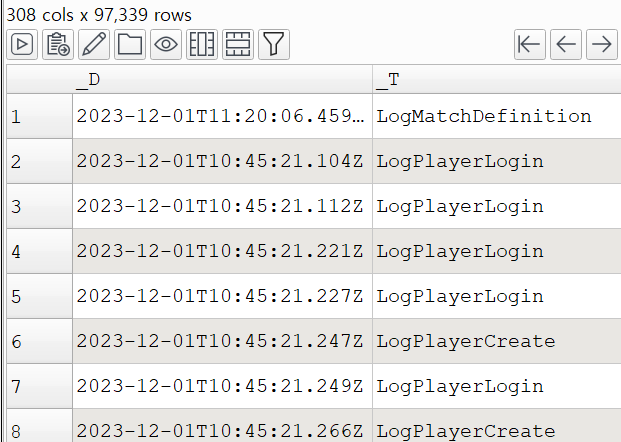 308 cols x 97,339 rows
_D _T
1 2023-12-01T11:20:06.459… LogMatchDefinition
2 2023-12-01T10:45:21.104Z LogPlayerLogin
3 2023-12-01T10:45:21.112Z LogPlayerLogin
4 2023-12-01T10:45:21.221Z LogPlayerLogin
5 2023-12-01T10:45:21.227Z LogPlayerLogin
6 2023-12-01T10:45:21.247Z LogPlayerCreate
7 2023-12-01T10:45:21.249Z LogPlayerLogin
8 2023-12-01T10:45:21.266Z LogPlayerCreate